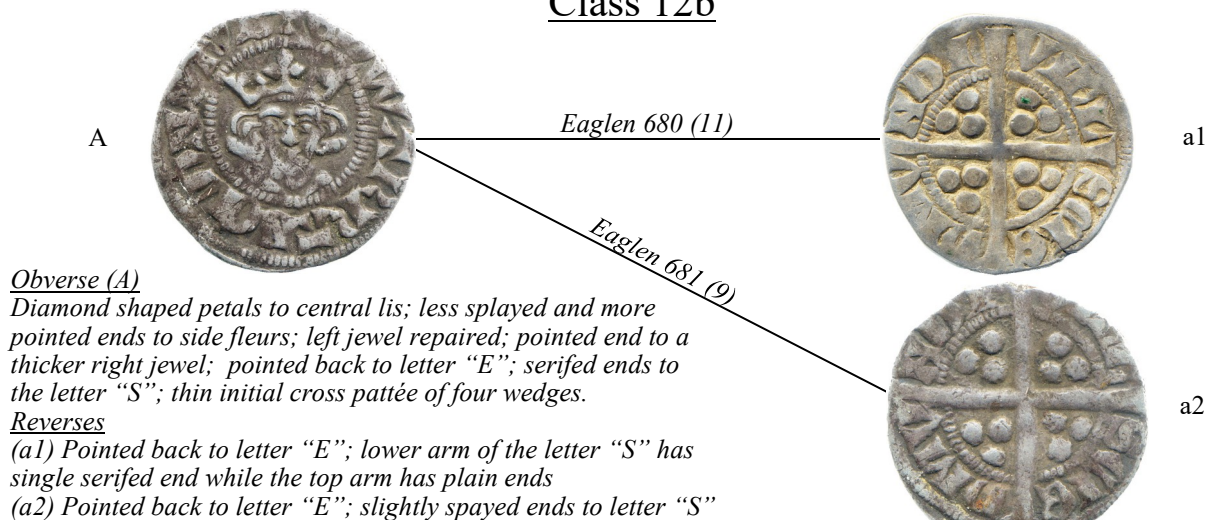 Class 12b
A
Eaglen 680 (11)
a1
Eaglen 681 (9)
a2
Obverse (A)
Diamond shaped petals to central lis; less splayed and more
pointed ends to side fleurs; left jewel repaired; pointed end to a
thicker right jewel; pointed back to letter “E”; serifed ends to
the letter “S”; thin initial cross pattée of four wedges.
Reverses
(a1) Pointed back to letter “E”; lower arm of the letter “S” has
single serifed end while the top arm has plain ends
(a2) Pointed back to letter “E”; slightly spayed ends to letter “S”